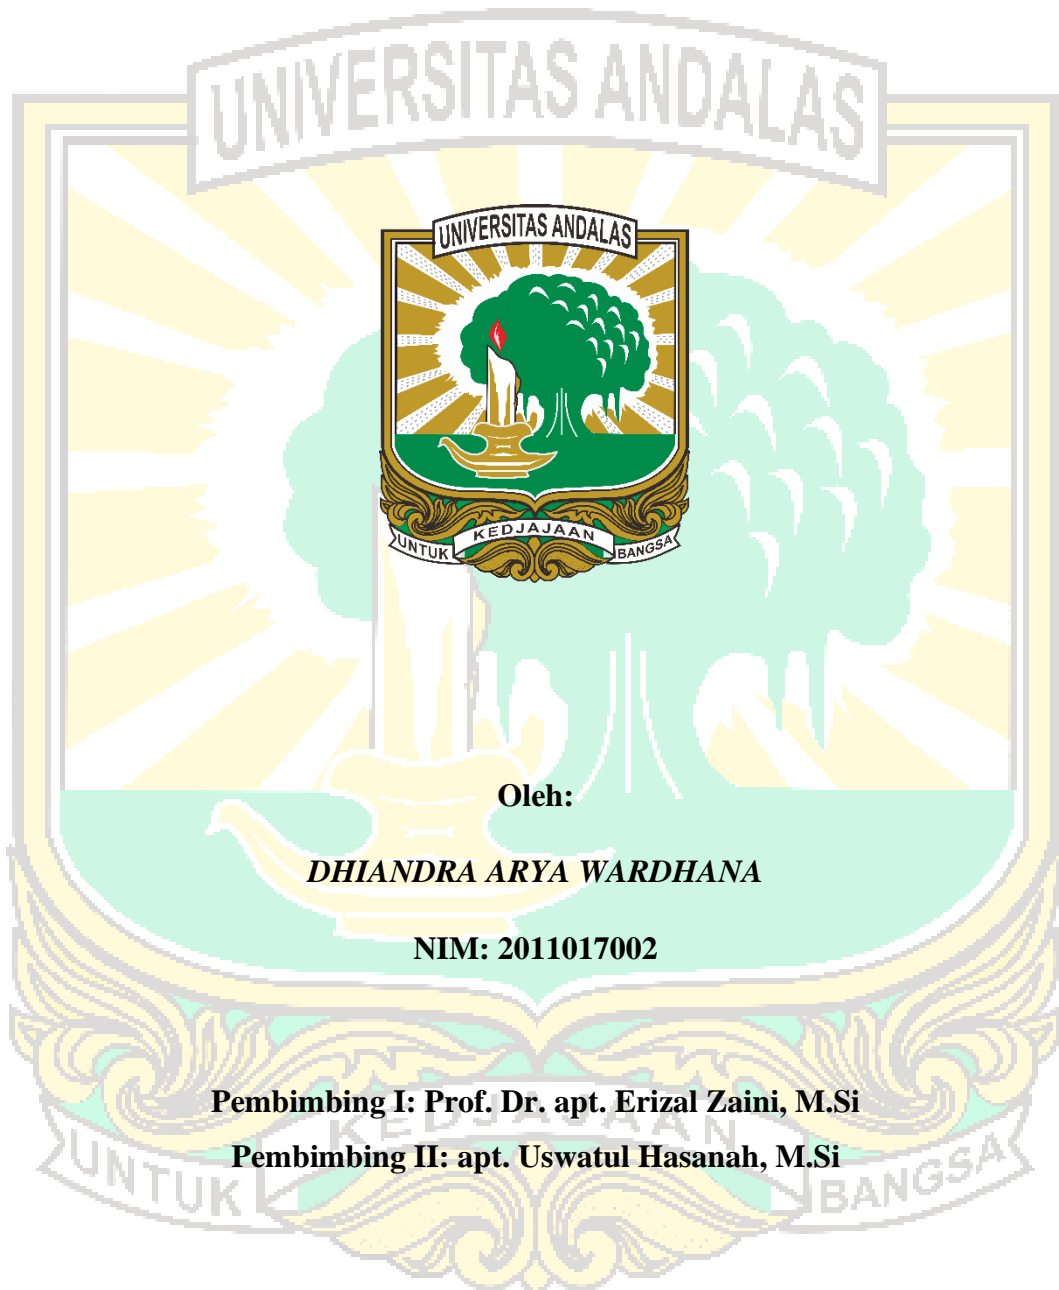 UNIVERSITAS ANDALAS
UNIVERSITAS ANDALAS
UNTUK KEDJAJAAN BANGSA
Oleh:
DHIANDRA ARYA WARDHANA
NIM: 2011017002
Pembimbing I: Prof. Dr. apt. Erizal Zaini, M.Si
Pembimbing II: apt. Uswatul Hasanah, M.Si
UNTUK KEDJAJAAN BANGSA